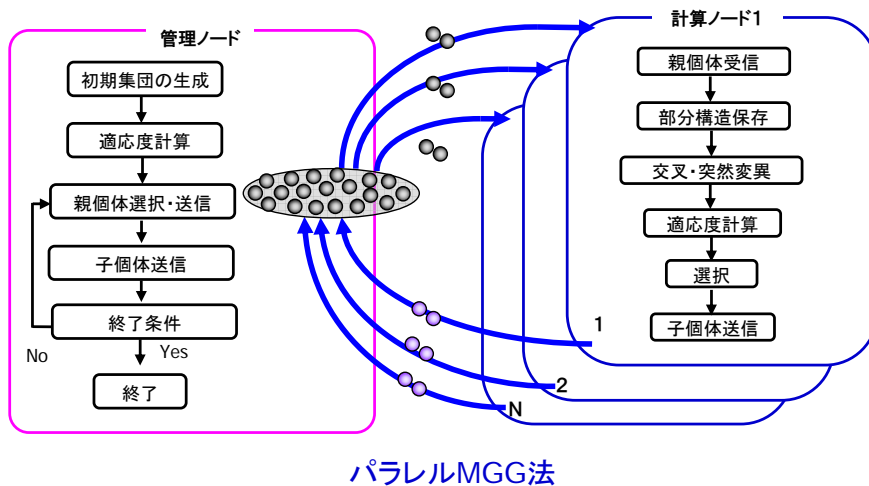 管理ノード
初期集団の生成
適応度計算
親個体選択・送信
子個体送信
終了条件
No
Yes
終了
計算ノード1
親個体受信
部分構造保存
交叉・突然変異
適応度計算
選択
子個体送信
1
2
N
パラレルMGG法